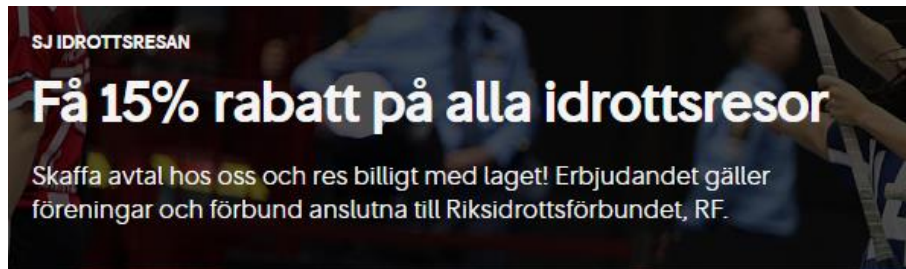 SJ IDROTTSRESAN
Få 15% rabatt på alla idrottsresor
Skaffa avtal hos oss och res billigt med laget! Erbjudandet gäller
föreningar och förbund anslutna till Riksidrottsförbundet, RF.